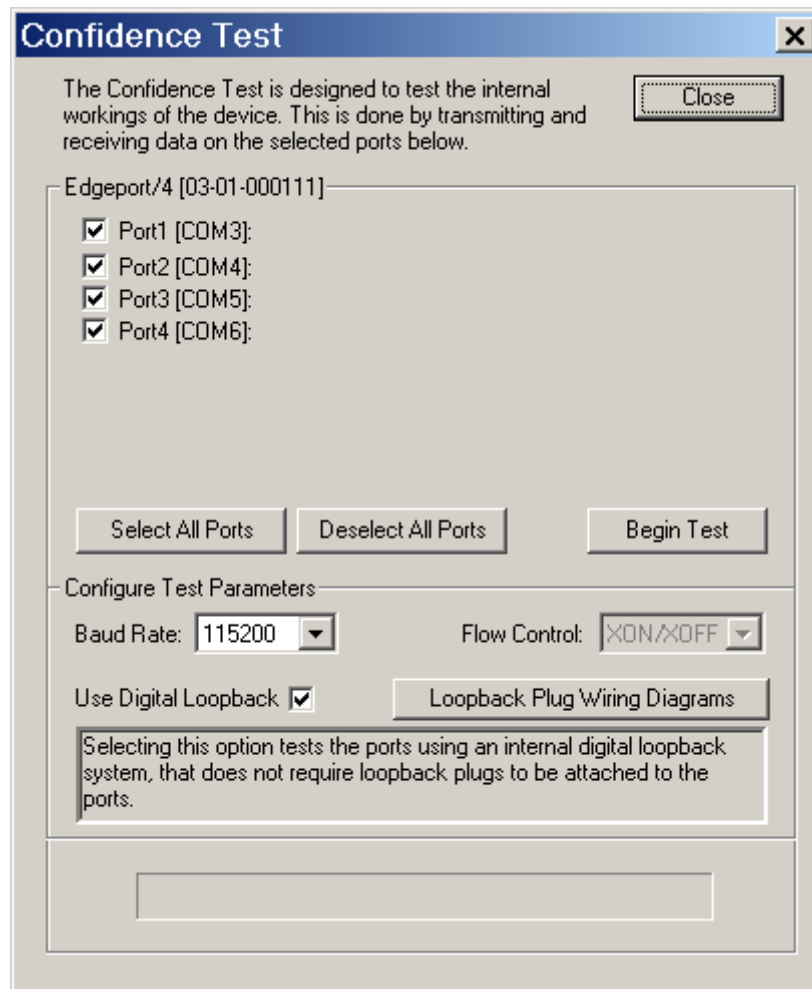 Confidence Test
The Confidence Test is designed to test the internal
workings of the device. This is done by transmitting and
receiving data on the selected ports below.
Close
Edgeport/4 [03-01-000111]
Port1 [COM3]:
Port2 [COM4]:
Port3 [COM5]:
Port4 [COM6]:
Select All Ports Deselect All Ports Begin Test
Configure Test Parameters
Baud Rate: 115200 Flow Control: XON/XOFF
Use Digital Loopback Loopback Plug Wiring Diagrams
Selecting this option tests the ports using an internal digital loopback
system, that does not require loopback plugs to be attached to the
ports.